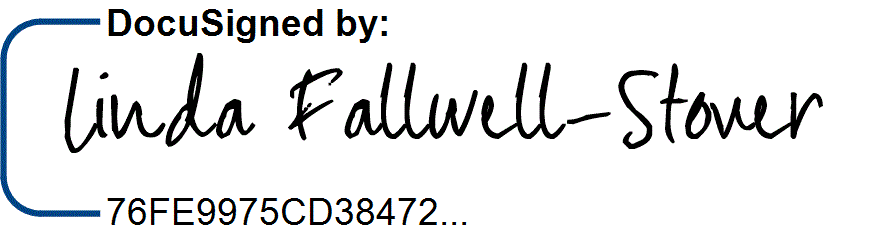 DocuSigned by:
Linda Fallwell-Stover
76FE9975CD38472...